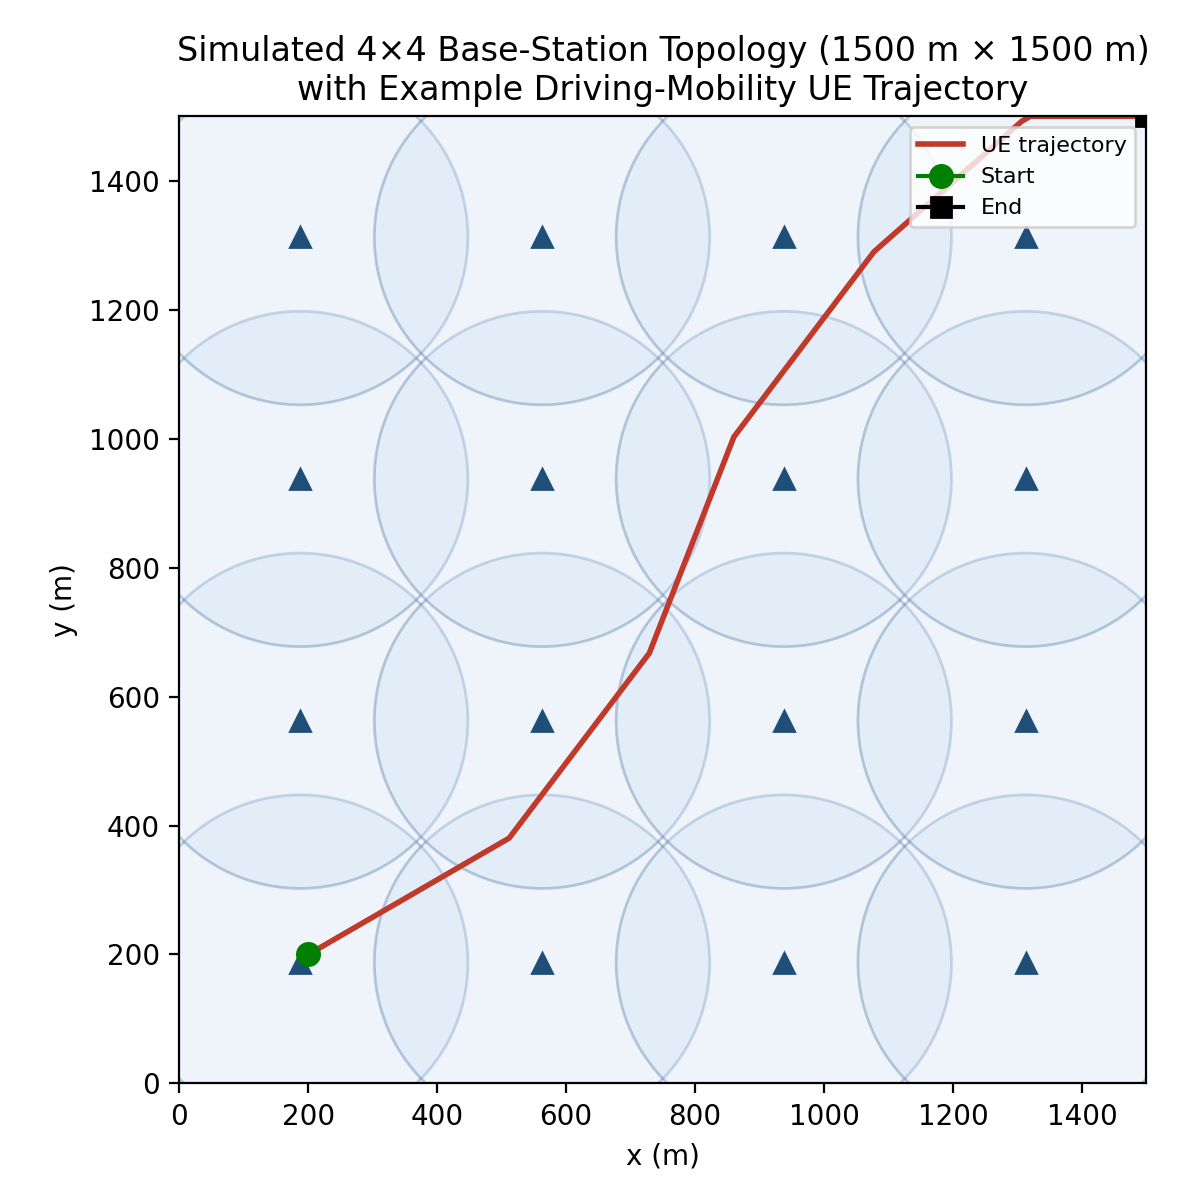 Simulated 4×4 Base-Station Topology (1500 m × 1500 m)
with Example Driving-Mobility UE Trajectory
UE trajectory
Start
End
1400
1200
1000
800
600
400
200
0
y (m)
0 200 400 600 800 1000 1200 1400
x (m)